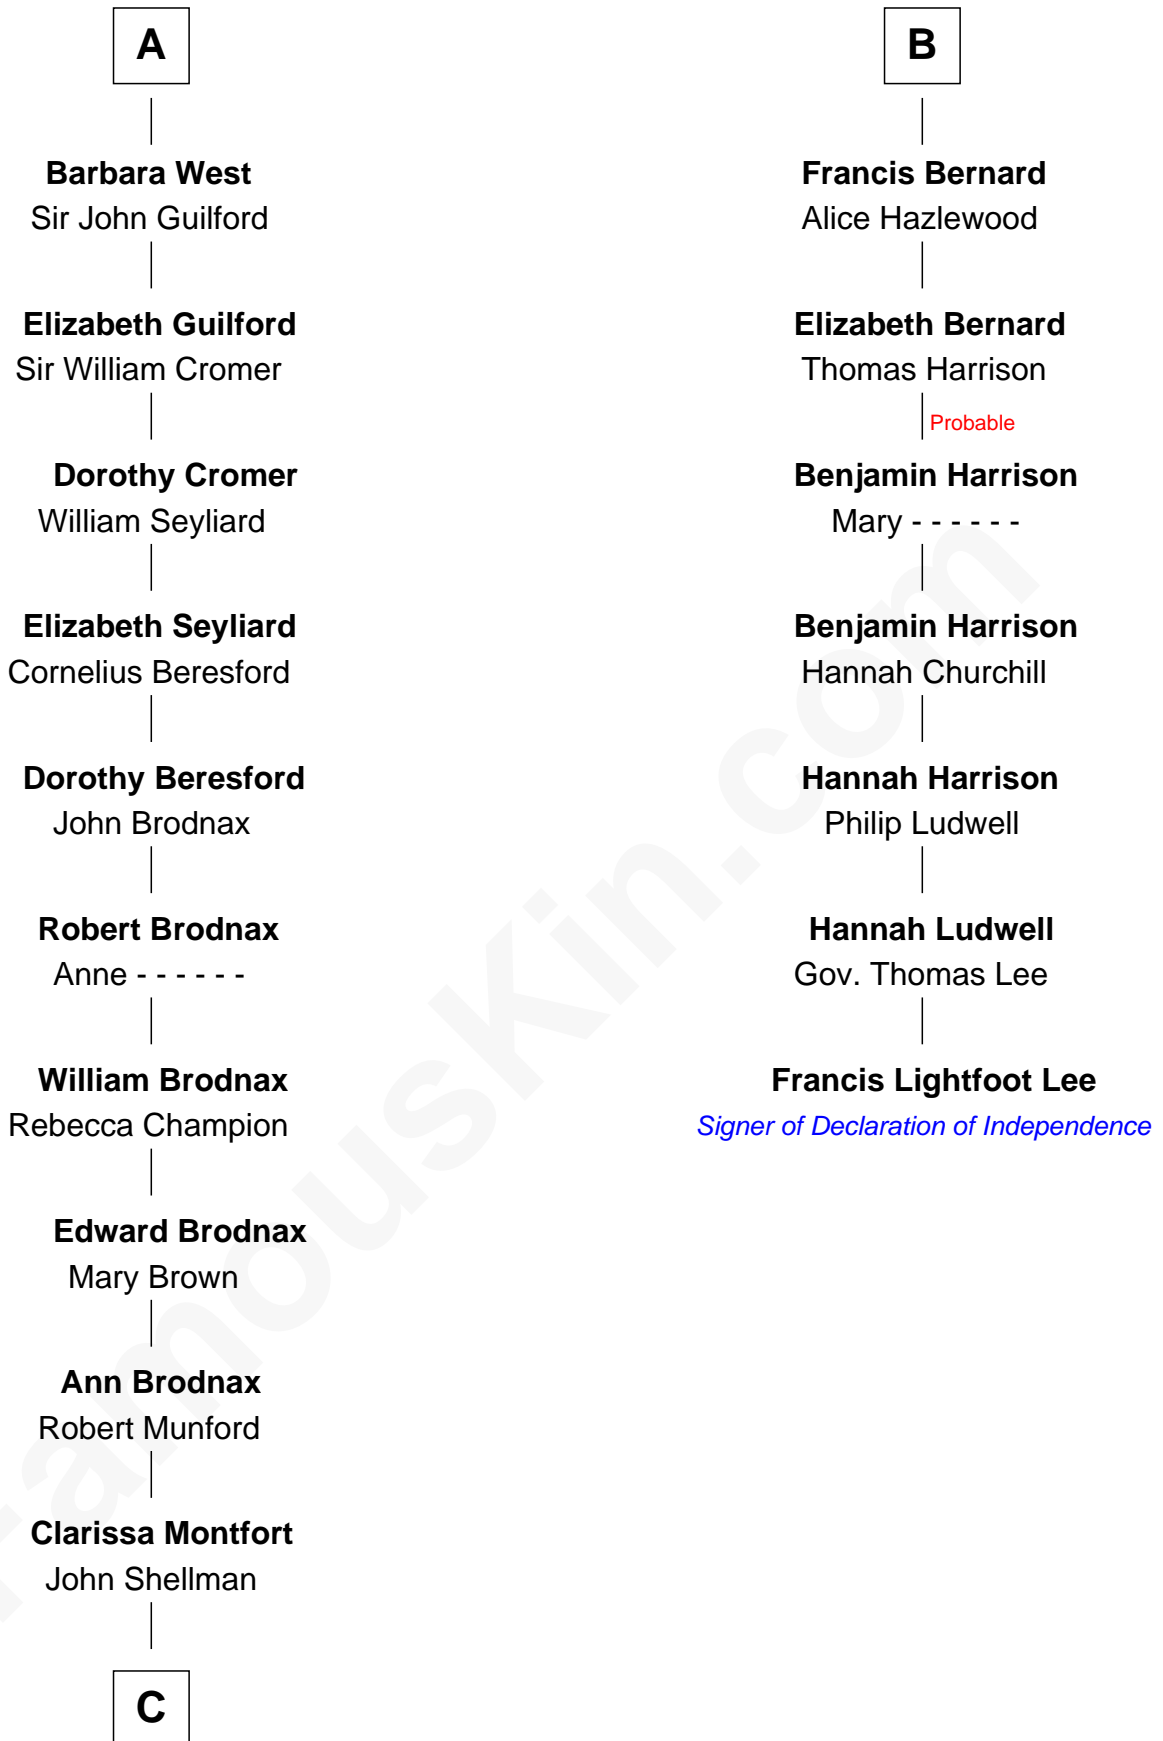 A
Barbara West
Sir John Guilford
Elizabeth Guilford
Sir William Cromer
Dorothy Cromer
William Seyliard
Elizabeth Seyliard
Cornelius Beresford
Dorothy Beresford
John Brodnax
Robert Brodnax
Anne - - - - - -
William Brodnax
Rebecca Champion
Edward Brodnax
Mary Brown
Ann Brodnax
Robert Munford
Clarissa Montfort
John Shellman
C
B
Francis Bernard
Alice Hazlewood
Elizabeth Bernard
Thomas Harrison
Probable
Benjamin Harrison
Mary - - - - - -
Benjamin Harrison
Hannah Churchill
Hannah Harrison
Philip Ludwell
Hannah Ludwell
Gov. Thomas Lee
Francis Lightfoot Lee
Signer of Declaration of Independence
FamousKin.com